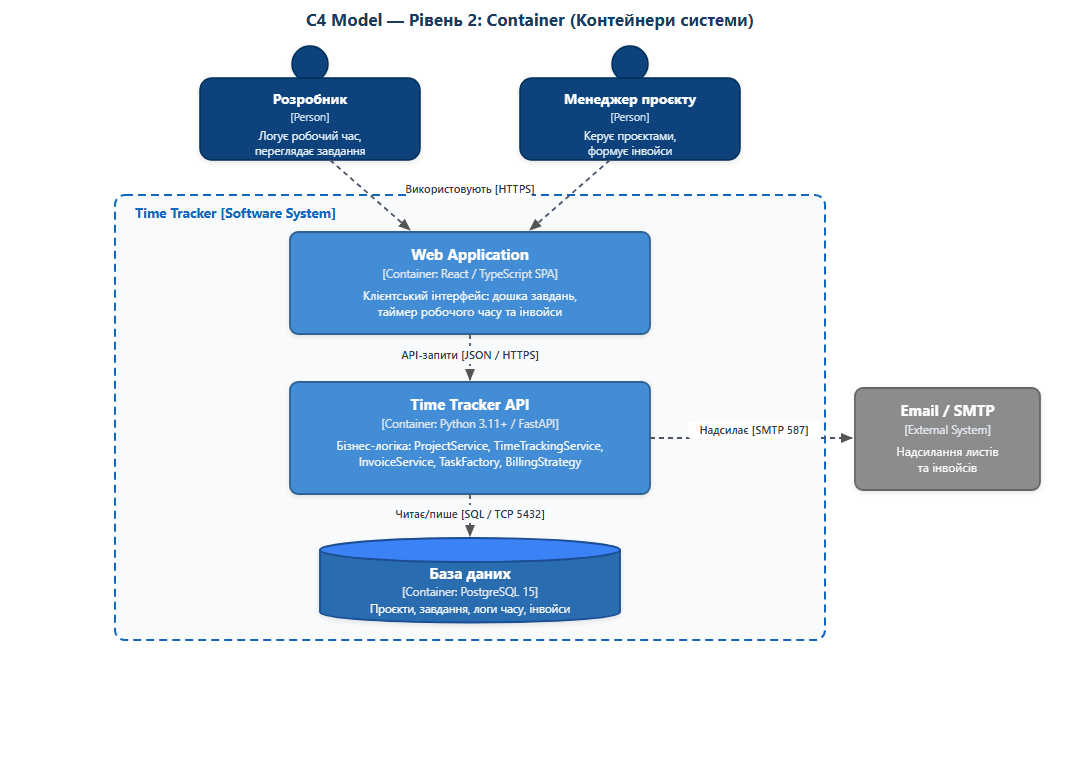 C4 Model — Рівень 2: Container (Контейнери системи)
Розробник
[Person]
Логує робочий час,
переглядає завдання
Менеджер проєкту
[Person]
Керує проєктами,
формує інвойси
Використовують [HTTPS]
Time Tracker [Software System]
Web Application
[Container: React / TypeScript SPA]
Клієнтський інтерфейс: дошка завдань,
таймер робочого часу та інвойси
API-запити [JSON / HTTPS]
Time Tracker API
[Container: Python 3.11+ / FastAPI]
Бізнес-логіка: ProjectService, TimeTrackingService,
InvoiceService, TaskFactory, BillingStrategy
Надсилає [SMTP 587]
Email / SMTP
[External System]
Надсилання листів
та інвойсів
Читає/пише [SQL / TCP 5432]
База даних
[Container: PostgreSQL 15]
Проєкти, завдання, логи часу, інвойси